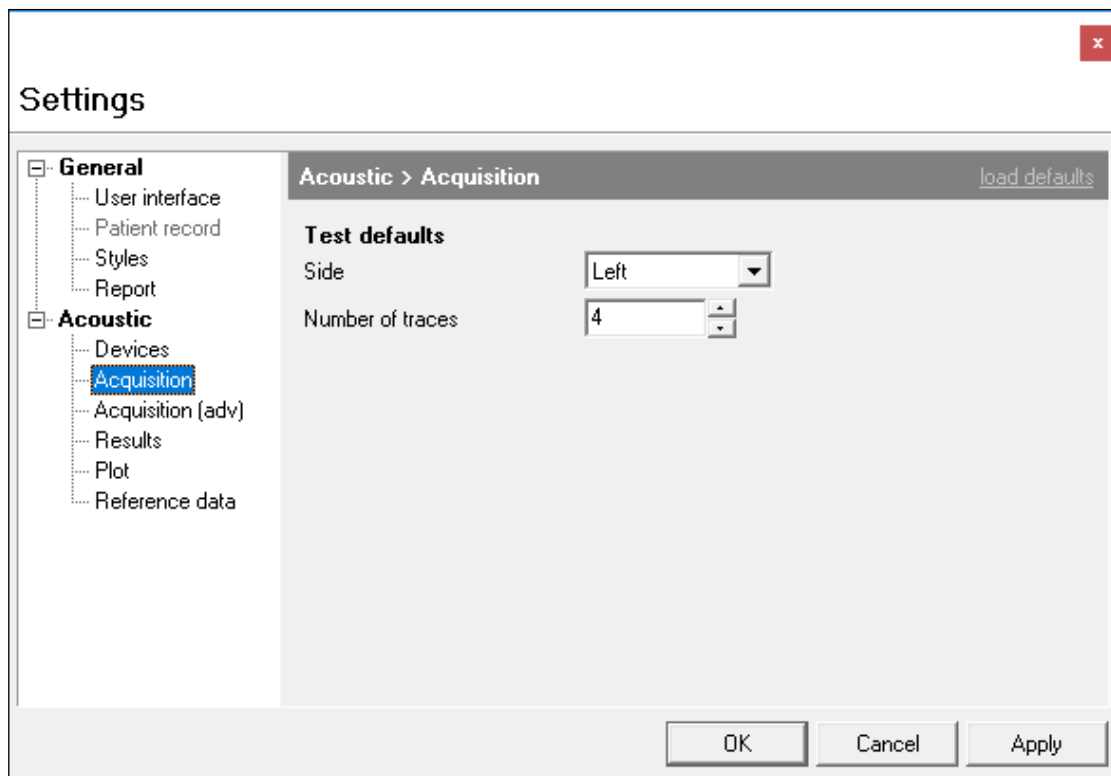 x
Settings
General
User interface
Patient record
Styles
Report
Acoustic
Devices
Acquisition
Acquisition (adv)
Results
Plot
Reference data
Acoustic > Acquisition load defaults
Test defaults
Side Left
Number of traces 4
OK Cancel Apply